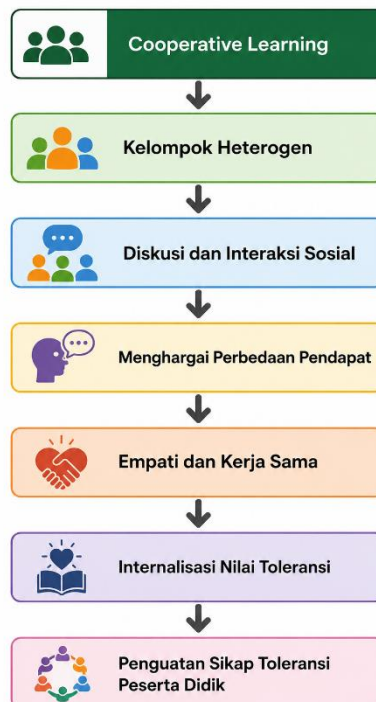 Cooperative Learning
Kelompok Heterogen
Diskusi dan Interaksi Sosial
Menghargai Perbedaan Pendapat
Empati dan Kerja Sama
Internalisasi Nilai Toleransi
Penguatan Sikap Toleransi
Peserta Didik